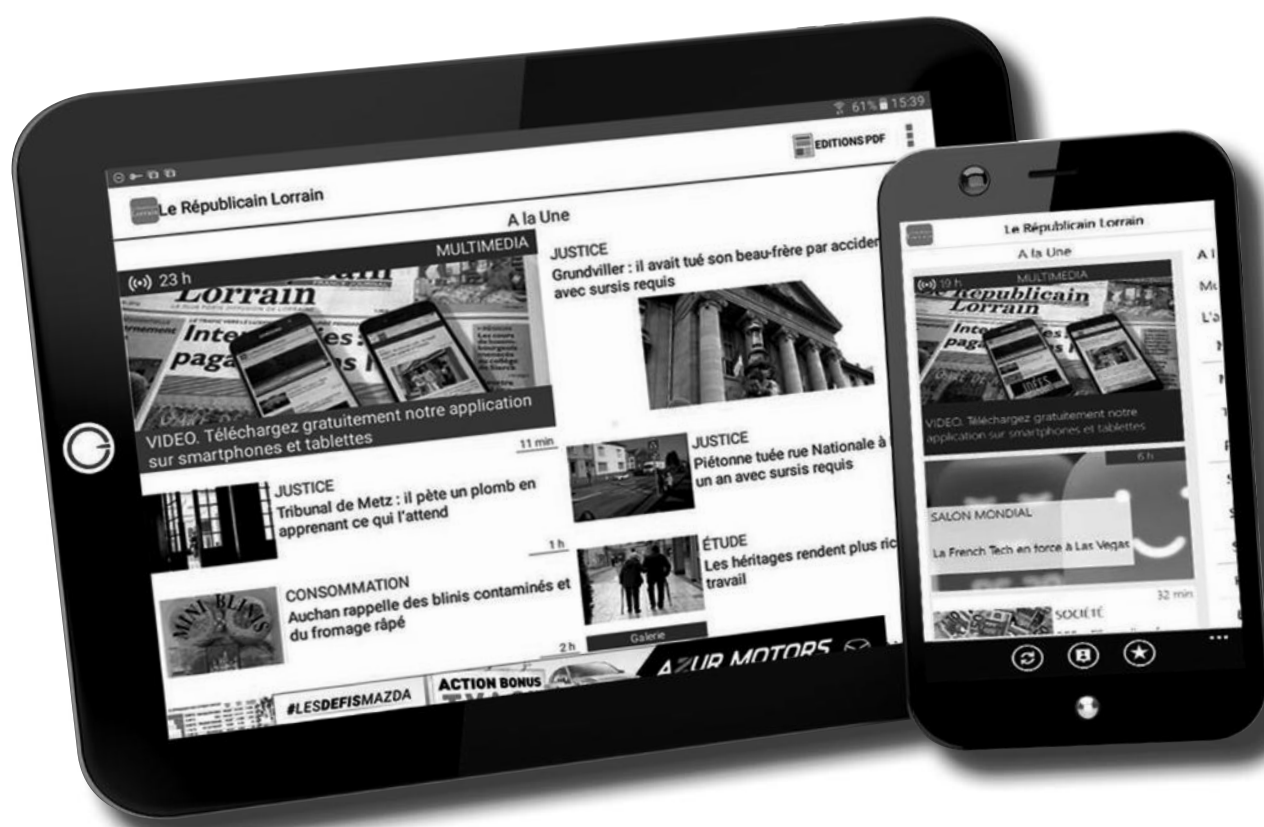 61% 15:39
EDITIONS PDF
Le Républicain Lorrain
A la Une
MULTIMEDIA
23 h
Lorrain
VIDEO. Téléchargez gratuitement notre application
sur smartphones et tablettes
11 min
JUSTICE
Tribunal de Metz : il pète un plomb en
apprenant ce qui l'attend
1 h
MINI BLINIS
CONSOMMATION
Auchan rappelle des blinis contaminés et
du fromage râpé
2 h
JUSTICE
Grundviller : il avait tué son beau-frère par acciden
avec sursis requis
JUSTICE
Piétonne tuée rue Nationale à
un an avec sursis requis
ÉTUDE
Les héritages rendent plus ric
travail
Galerie
#LESDEFISMAZDA
ACTION BONUS
AZUR MOTORS
Le Républicain Lorrain
A la Une
19 h
MULTIMEDIA
Républicain
Lorrain
IDÉES
VIDEO. Téléchargez gratuitement notre
application sur smartphones et tablettes
6 h
SALON MONDIAL
La French Tech en force à Las Vegas
32 min
SOCIÉTÉ